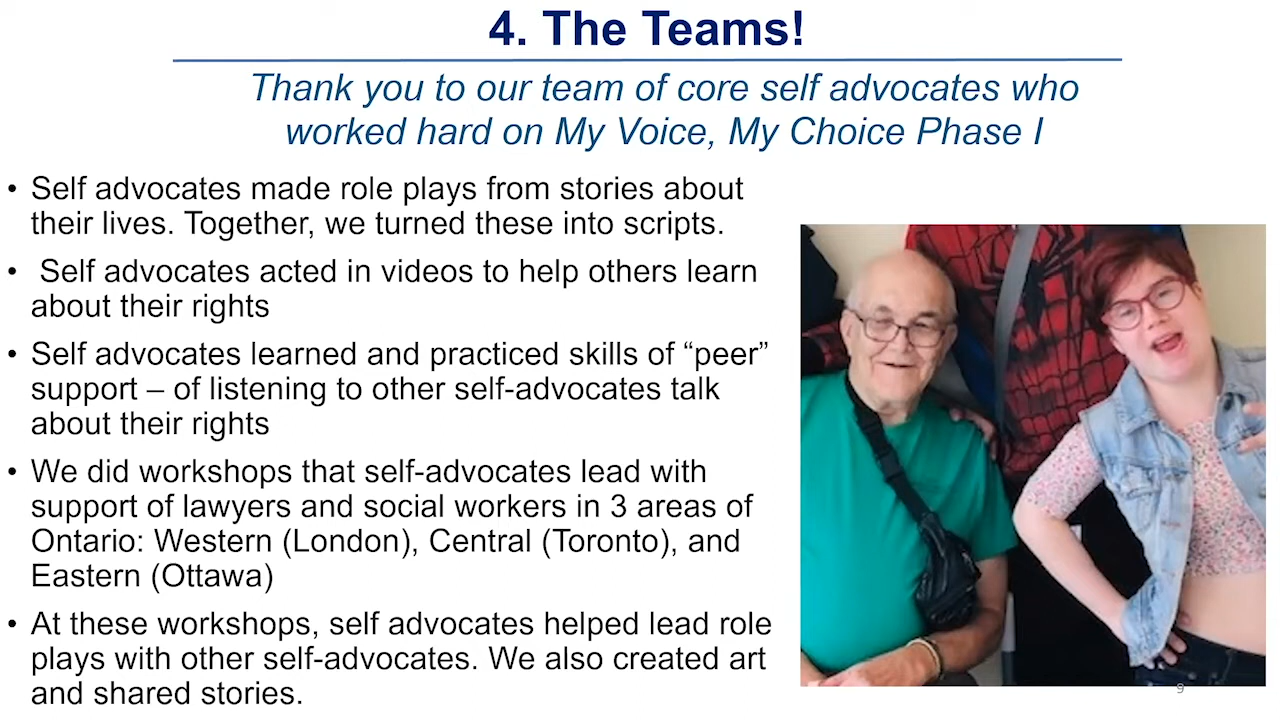 4. The Teams!
Thank you to our team of core self advocates who
worked hard on My Voice, My Choice Phase I
• Self advocates made role plays from stories about
their lives. Together, we turned these into scripts.
• Self advocates acted in videos to help others learn
about their rights
• Self advocates learned and practiced skills of “peer”
support – of listening to other self-advocates talk
about their rights
• We did workshops that self-advocates lead with
support of lawyers and social workers in 3 areas of
Ontario: Western (London), Central (Toronto), and
Eastern (Ottawa)
• At these workshops, self advocates helped lead role
plays with other self-advocates. We also created art
and shared stories.
9